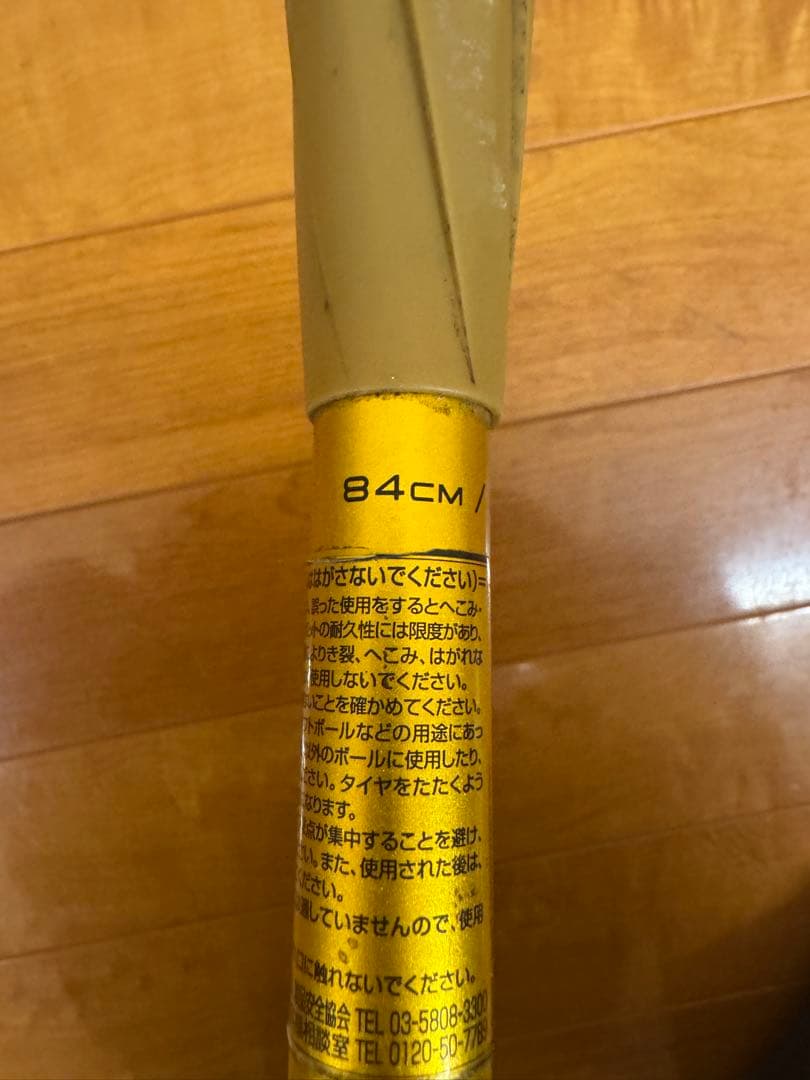 84CM /
はがさないでください)=
誤った使用をするとへこみ・
ットの耐久性には限度があり、
よりき裂、へこみ、はがれな
使用しないでください。
いことを確かめてください。
トボールなどの用途にあっ
以外のボールに使用したり、
ださい。タイヤをたたくよう
なります。
点が集中することを避け、
い。また、使用された後は、
ください。
していませんので、使用
に触れないでください。
安全協会 TEL 03-5808-3300
相談室 TEL 0120-50-7789